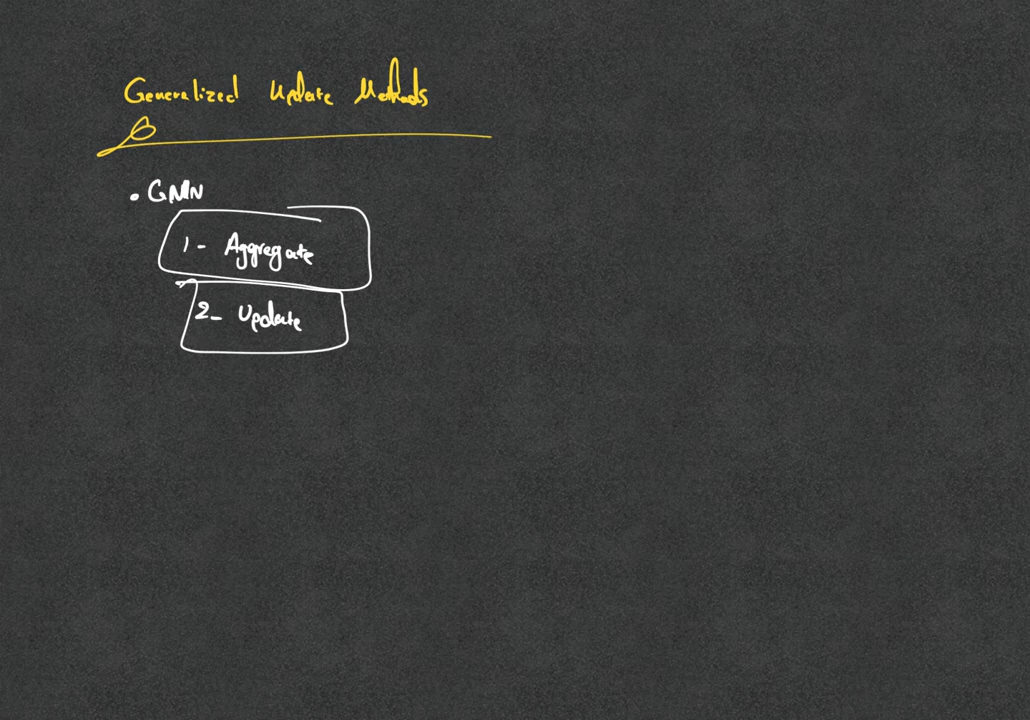 Generalized Update Methods
• GNN
1- Aggregate
2- Update